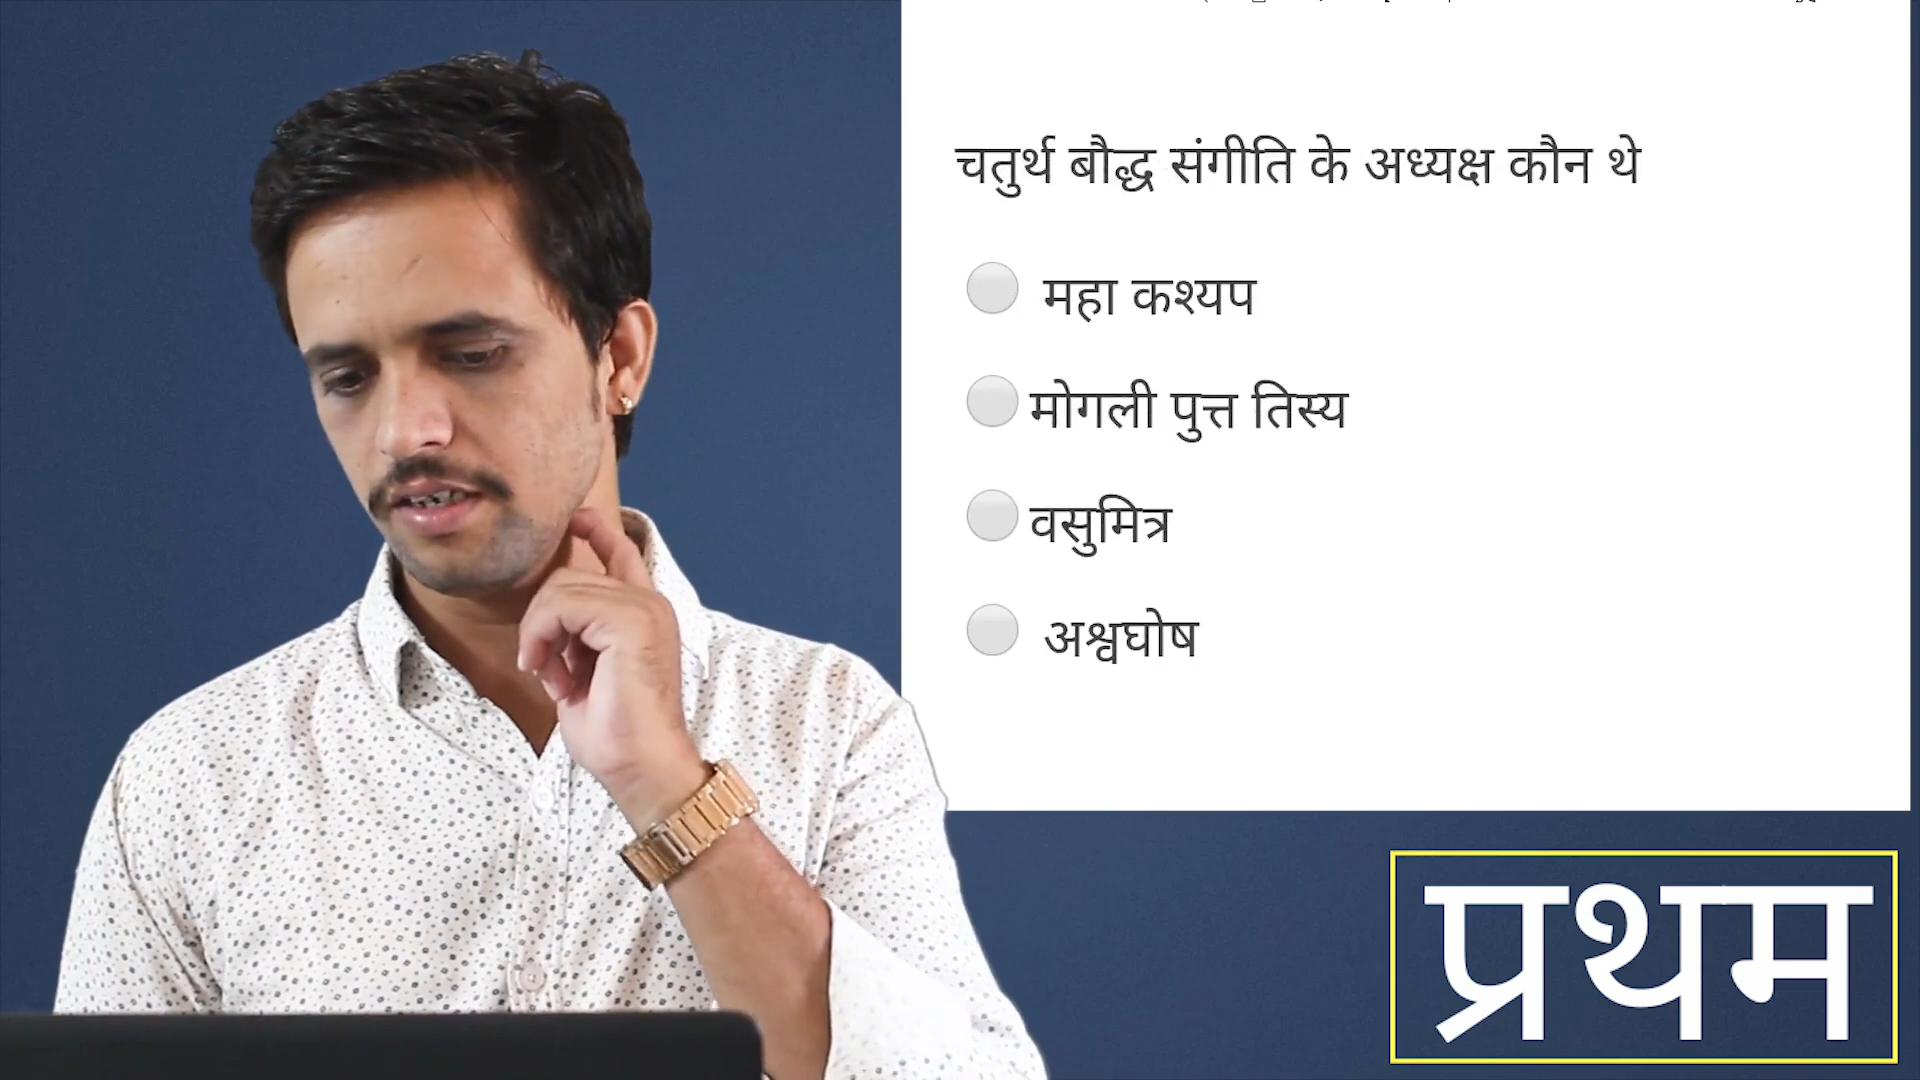 चतुर्थ बौद्ध संगीति के अध्यक्ष कौन थे
महा कश्यप
मोगली पुत्त तिस्य
वसुमित्र
अश्वघोष
प्रथम